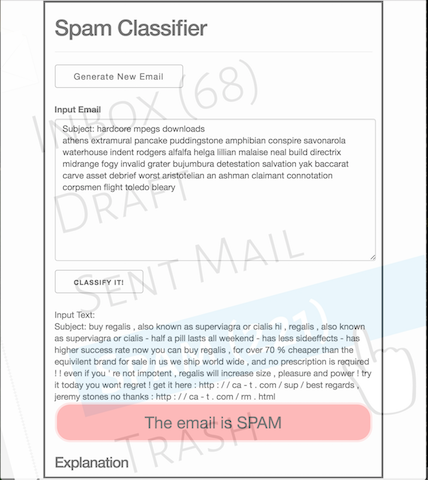 Spam Classifier
Generate New Email
INBOX (68)
Input Email
Subject: hardcore mpegs downloads
athens extramural pancake puddingstone amphibian conspire savonarola
waterhouse indent rodgers alfalfa helga lillian malaise neal build directrix
midrange fogy invalid grater bujumbura detestation salvation yak baccarat
carve asset debrief worst aristotelian an ashman claimant connotation
corpsmen flight toledo bleary
DRAFT
SENT MAIL
CLASSIFY IT!
Input Text:
Subject: buy regalis , also known as superviagra or cialis hi , regalis , also known
as superviagra or cialis - half a pill lasts all weekend - has less sideeffects - has
higher success rate now you can buy regalis , for over 70 % cheaper than the
equivilent brand for sale in us we ship world wide , and no prescription is required
! ! even if you ' re not impotent , regalis will increase size , pleasure and power ! try
it today you wont regret ! get it here : http : / / ca - t . com / sup / best regards ,
jeremy stones no thanks : http : / / ca - t . com / rm . html
The email is SPAM
TRASH
Explanation